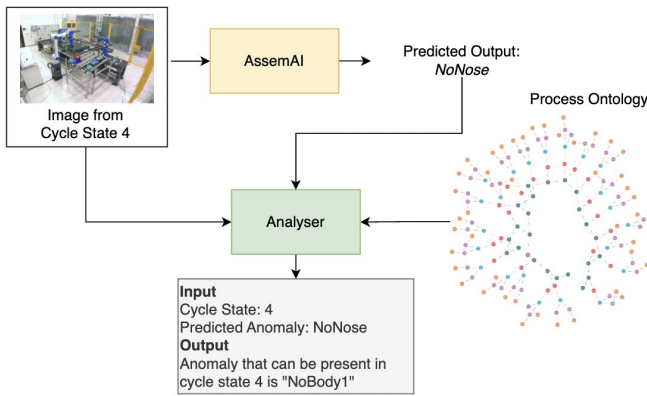 AssemAI
Predicted Output:
NoNose
Image from
Cycle State 4
Process Ontology
Analyser
Input
Cycle State: 4
Predicted Anomaly: NoNose
Output
Anomaly that can be present in
cycle state 4 is "NoBody1"